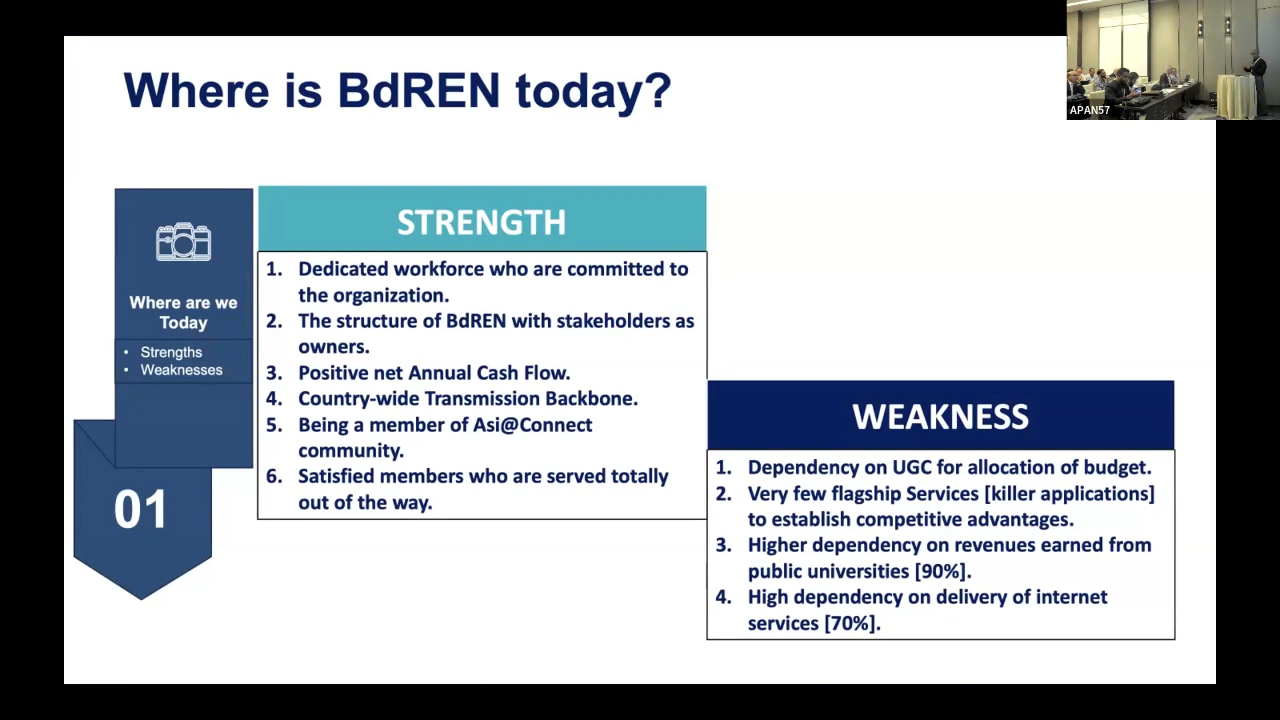 Where is BdREN today?
APAN57
Where are we
Today
• Strengths
• Weaknesses
01
STRENGTH
1. Dedicated workforce who are committed to
the organization.
2. The structure of BdREN with stakeholders as
owners.
3. Positive net Annual Cash Flow.
4. Country-wide Transmission Backbone.
5. Being a member of Asi@Connect
community.
6. Satisfied members who are served totally
out of the way.
WEAKNESS
1. Dependency on UGC for allocation of budget.
2. Very few flagship Services [killer applications]
to establish competitive advantages.
3. Higher dependency on revenues earned from
public universities [90%].
4. High dependency on delivery of internet
services [70%].